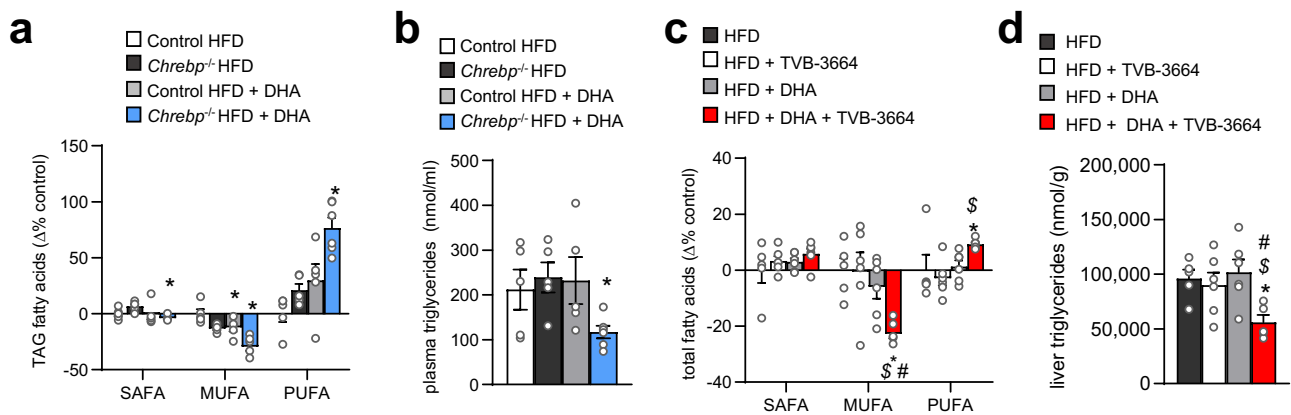 a
Control HFD
Chrebp-/- HFD
Control HFD + DHA
Chrebp-/- HFD + DHA
TAG fatty acids (Δ% control)
150
100
50
0
-50
*
*
*
*
SAFA
MUFA
PUFA
b
Control HFD
Chrebp-/- HFD
Control HFD + DHA
Chrebp-/- HFD + DHA
plasma triglycerides (nmol/ml)
500
400
300
200
100
0
*
c
HFD
HFD + TVB-3664
HFD + DHA
HFD + DHA + TVB-3664
total fatty acids (Δ% control)
40
20
0
-20
-40
$
*
$*#
SAFA
MUFA
PUFA
d
HFD
HFD + TVB-3664
HFD + DHA
HFD + DHA + TVB-3664
liver triglycerides (nmol/g)
200,000
150,000
100,000
50,000
0
#
$
*